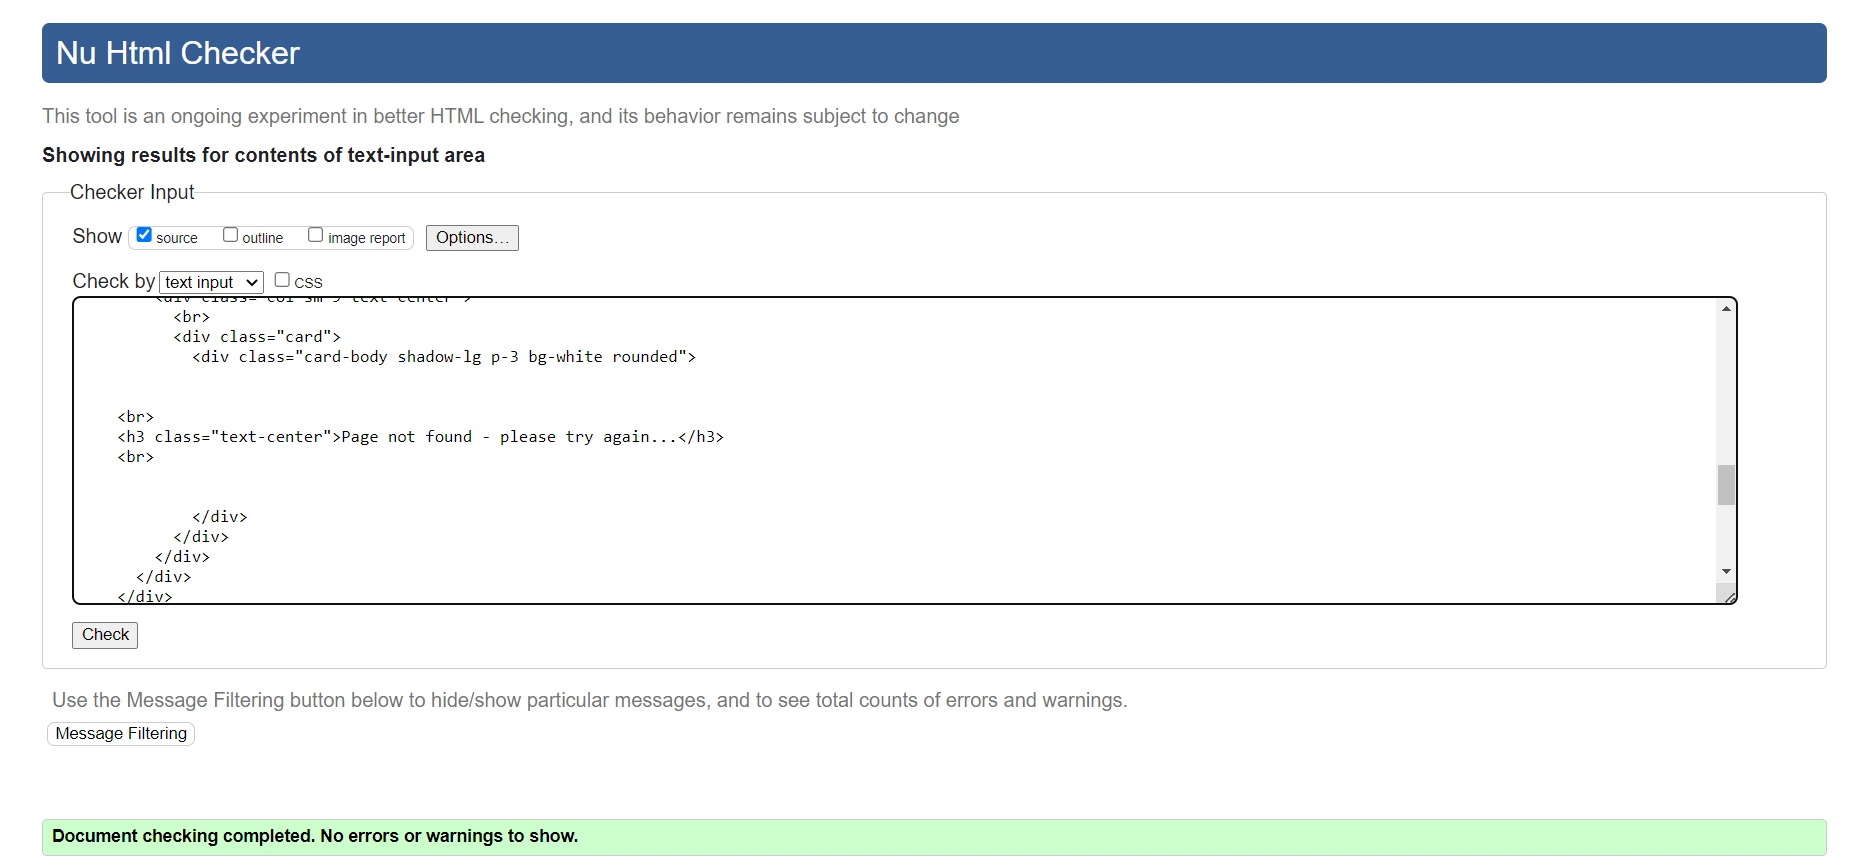 Nu Html Checker
This tool is an ongoing experiment in better HTML checking, and its behavior remains subject to change
Showing results for contents of text-input area
Checker Input
Show source outline image report Options...
Check by text input CSS
<br>
<div class="card">
<div class="card-body shadow-lg p-3 bg-white rounded">
<br>
<h3 class="text-center">Page not found - please try again...</h3>
<br>
</div>
</div>
</div>
</div>
</div>
Check
Use the Message Filtering button below to hide/show particular messages, and to see total counts of errors and warnings.
Message Filtering
Document checking completed. No errors or warnings to show.